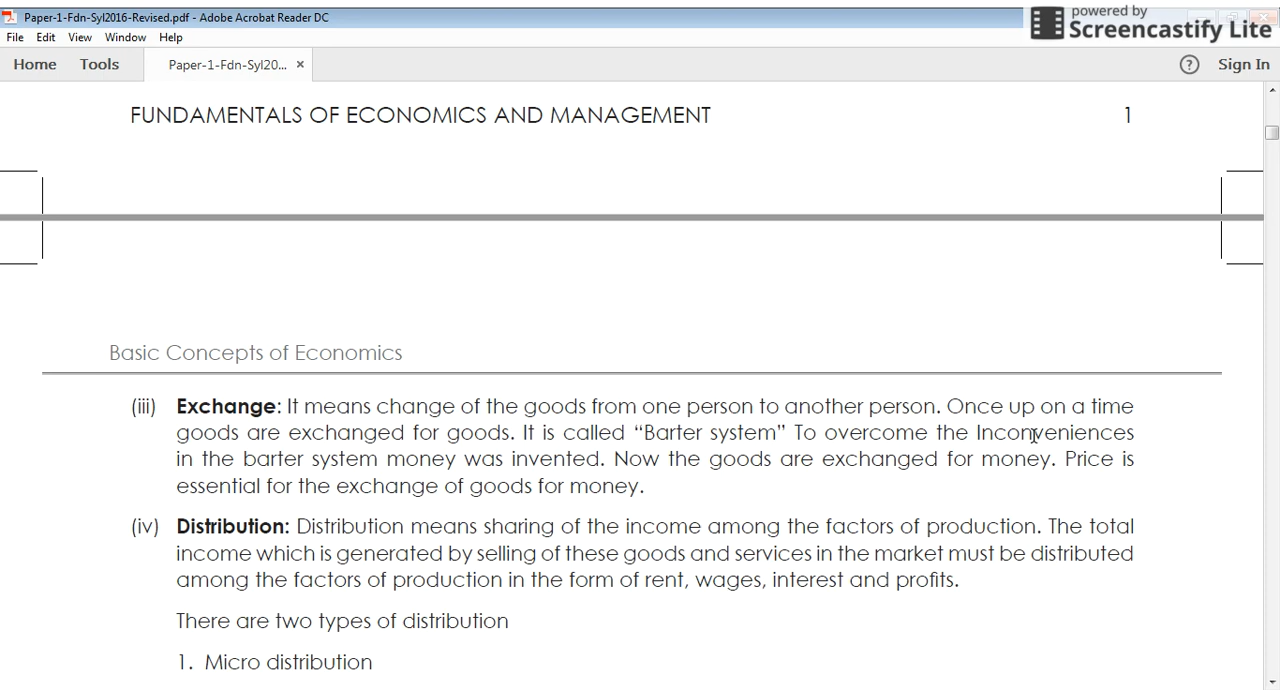 Paper-1-Fdn-Syl2016-Revised.pdf - Adobe Acrobat Reader DC
powered by
Screencastify Lite
File Edit View Window Help
Home Tools Paper-1-Fdn-Syl20... × ? Sign In
FUNDAMENTALS OF ECONOMICS AND MANAGEMENT 1
Basic Concepts of Economics
(iii) Exchange: It means change of the goods from one person to another person. Once up on a time
goods are exchanged for goods. It is called “Barter system” To overcome the Inconveniences
in the barter system money was invented. Now the goods are exchanged for money. Price is
essential for the exchange of goods for money.
(iv) Distribution: Distribution means sharing of the income among the factors of production. The total
income which is generated by selling of these goods and services in the market must be distributed
among the factors of production in the form of rent, wages, interest and profits.
There are two types of distribution
1. Micro distribution